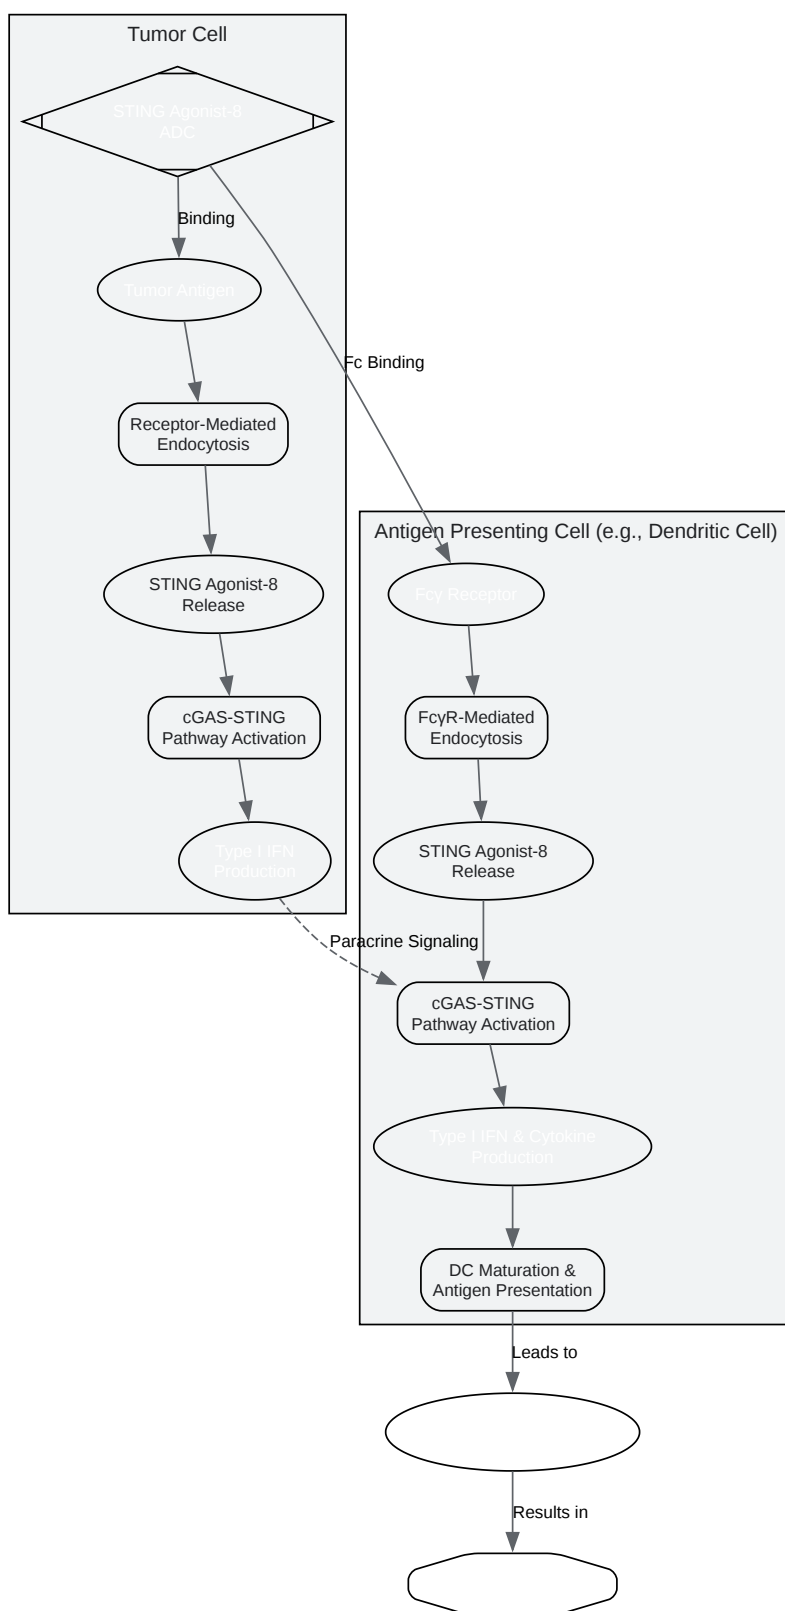 Tumor Cell
STING Agonist-8
ADC
Binding
Tumor Antigen
Fc Binding
Receptor-Mediated
Endocytosis
Antigen Presenting Cell (e.g., Dendritic Cell)
STING Agonist-8
Release
Fcγ Receptor
cGAS-STING
Pathway Activation
FcγR-Mediated
Endocytosis
Type I IFN
Production
STING Agonist-8
Release
Paracrine Signaling
cGAS-STING
Pathway Activation
Type I IFN & Cytokine
Production
DC Maturation &
Antigen Presentation
Leads to
Results in